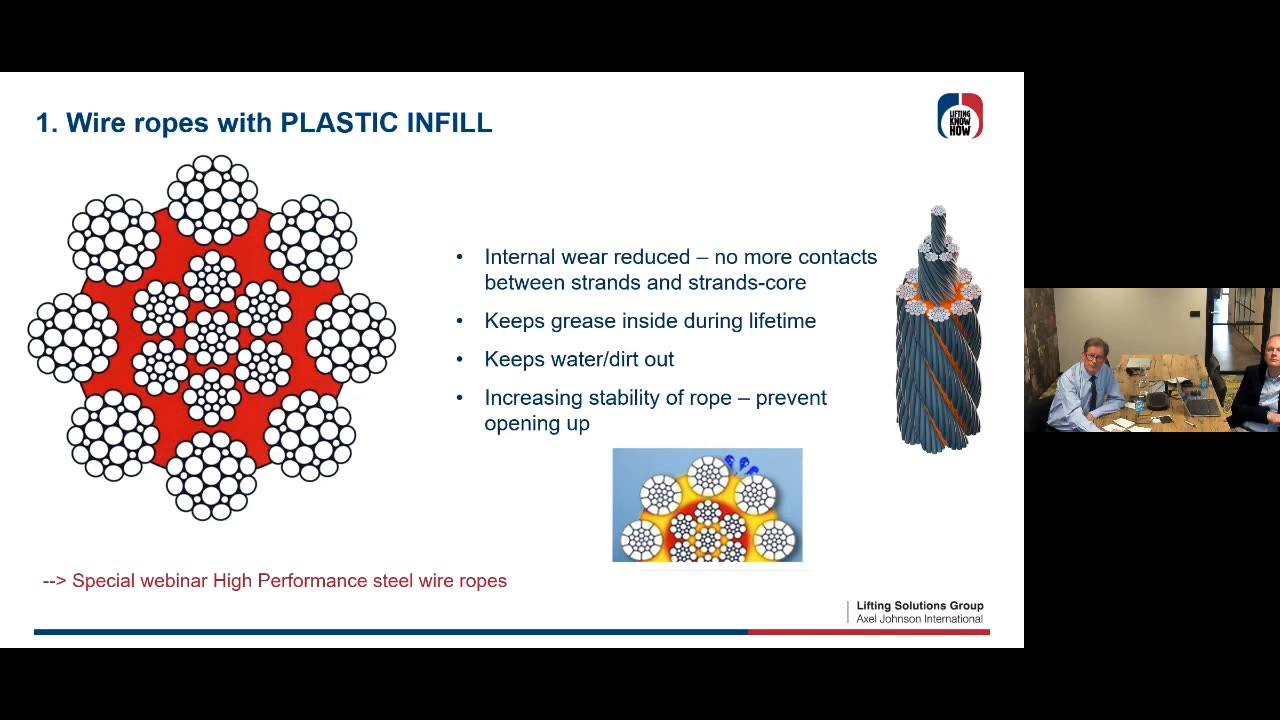 1. Wire ropes with PLASTIC INFILL
LIFTING
KNOW
HOW
• Internal wear reduced – no more contacts
between strands and strands-core
• Keeps grease inside during lifetime
• Keeps water/dirt out
• Increasing stability of rope – prevent
opening up
--> Special webinar High Performance steel wire ropes
Lifting Solutions Group
Axel Johnson International